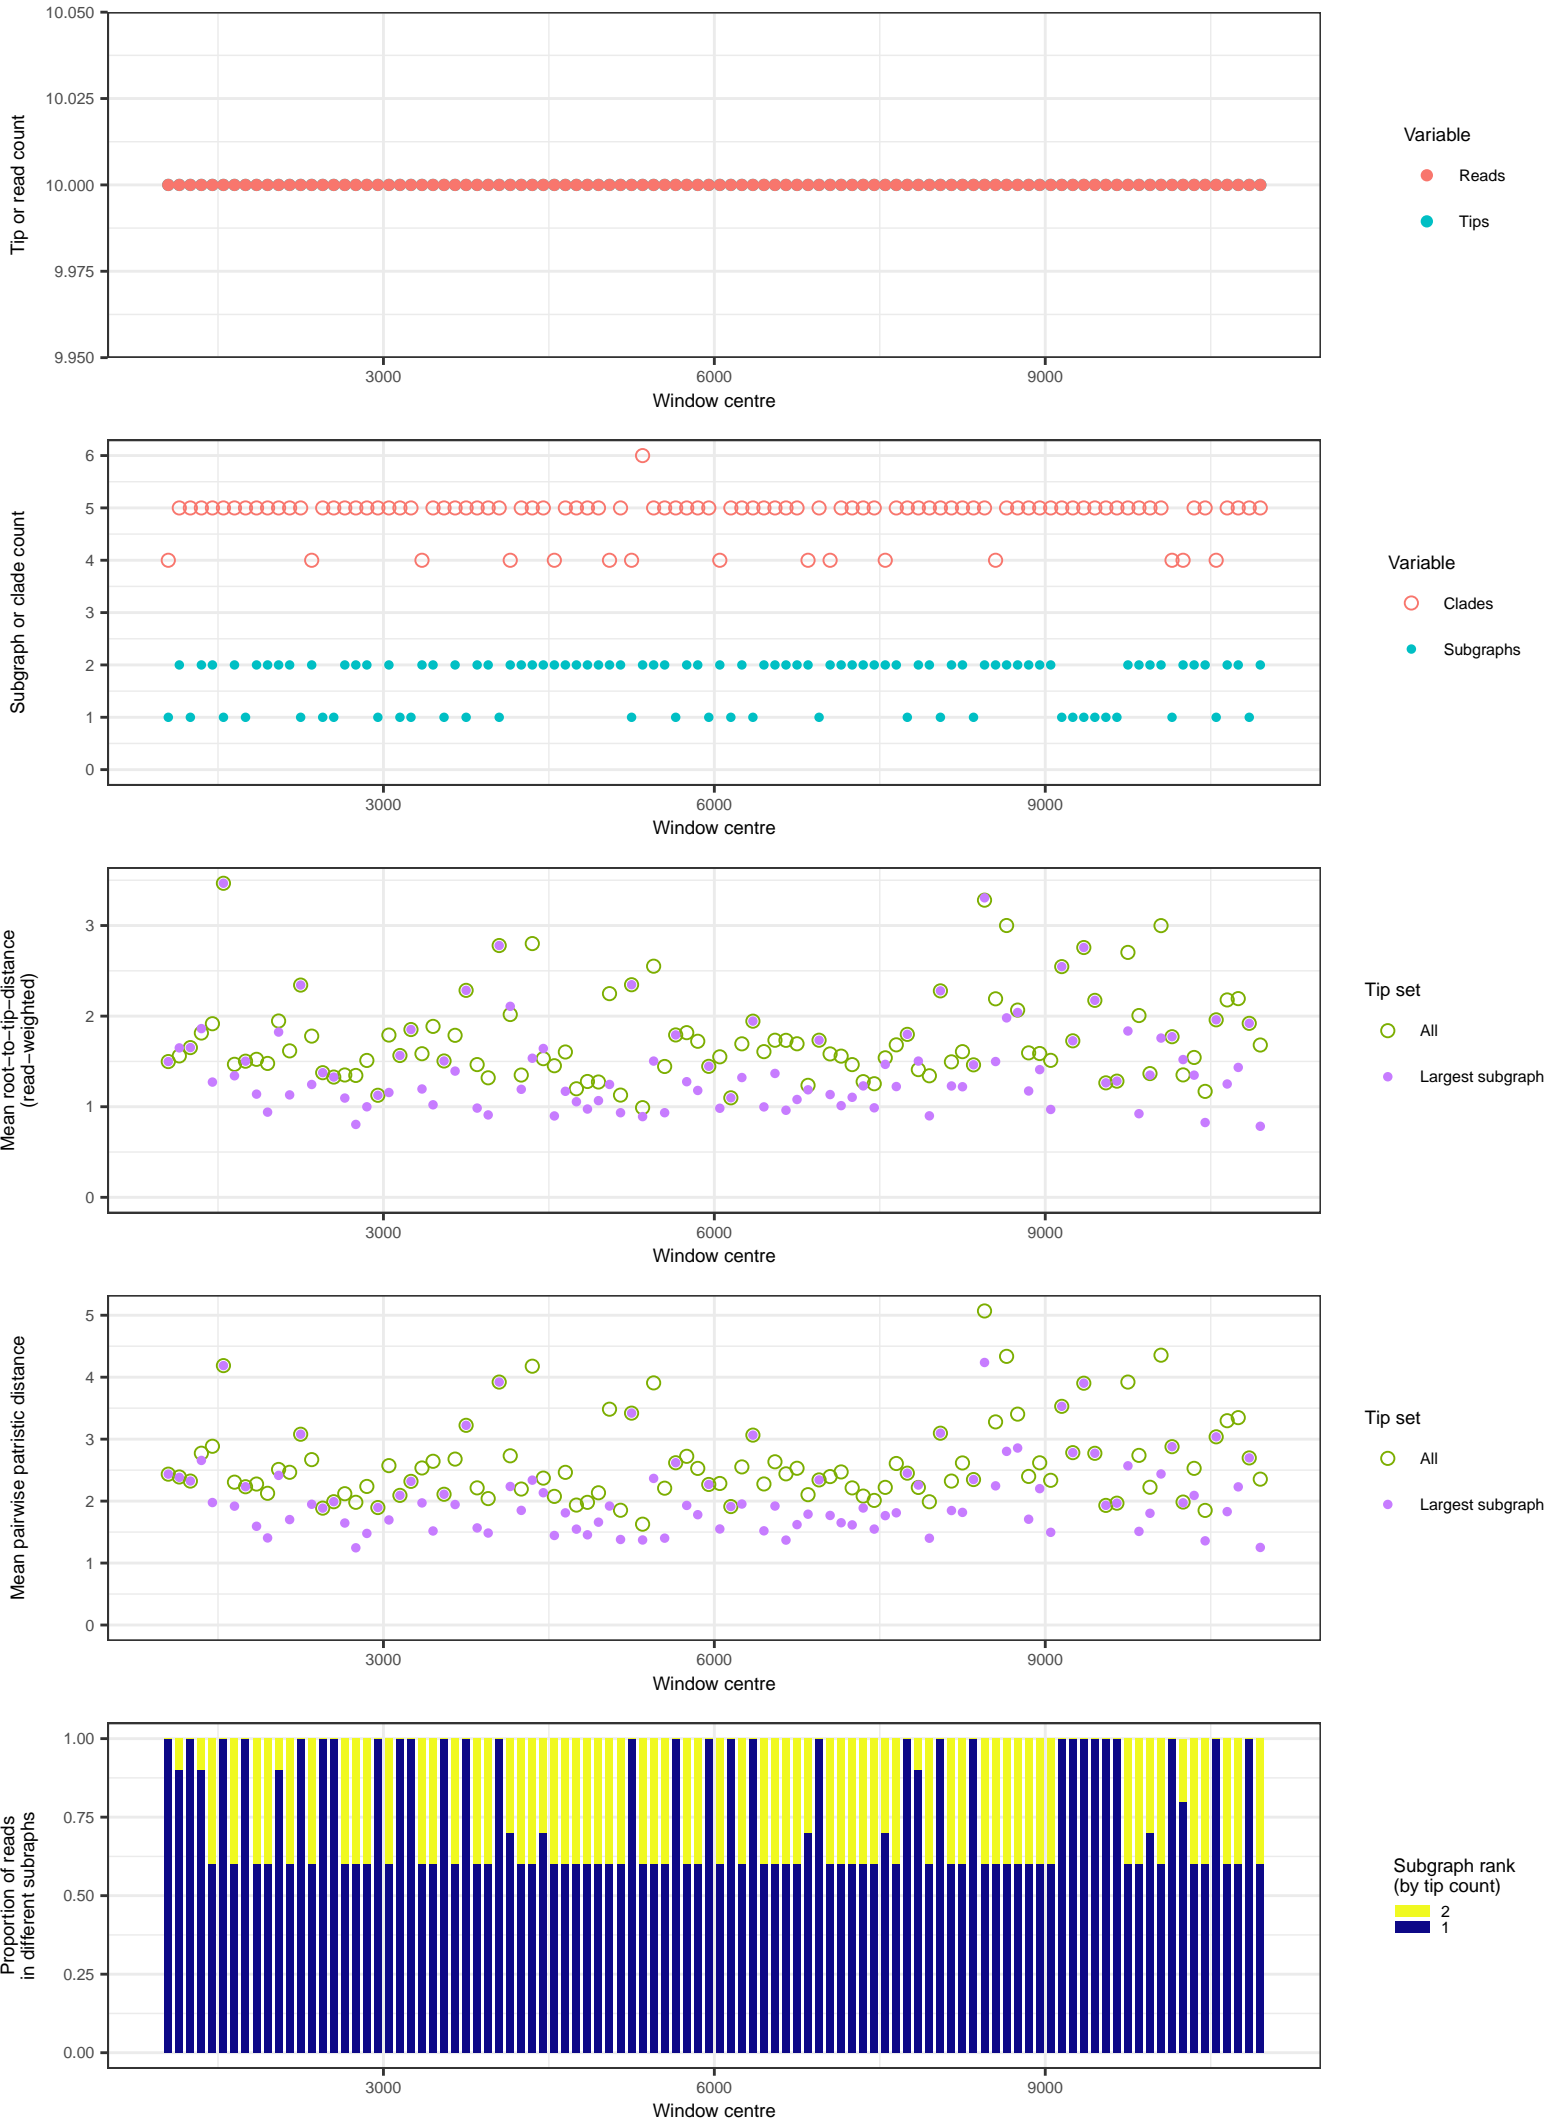 10.050
10.025
10.000
9.975
9.950
Tip or read count
3000
6000
9000
Window centre
Variable
Reads
Tips
6
5
4
3
2
1
0
Subgraph or clade count
3000
6000
9000
Window centre
Variable
Clades
Subgraphs
3
2
1
0
Mean root−to−tip−distance
(read−weighted)
3000
6000
9000
Window centre
Tip set
All
Largest subgraph
5
4
3
2
1
0
Mean pairwise patristic distance
3000
6000
9000
Window centre
Tip set
All
Largest subgraph
1.00
0.75
0.50
0.25
0.00
Proportion of reads
in different subraphs
3000
6000
9000
Window centre
Subgraph rank
(by tip count)
2
1